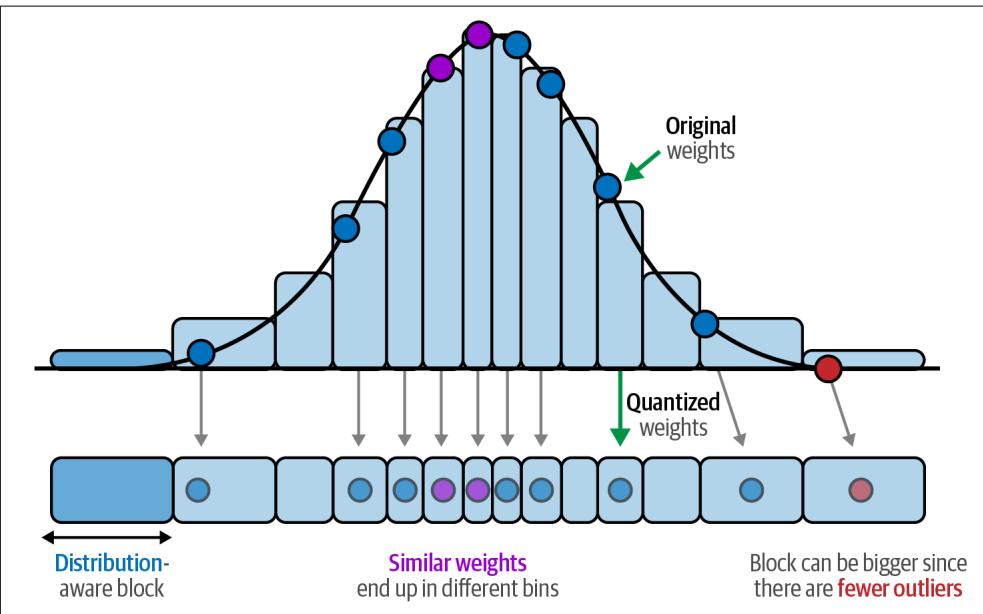 Original
weights
Quantized
weights
Distribution-
aware block
Similar weights
end up in different bins
Block can be bigger since
there are fewer outliers